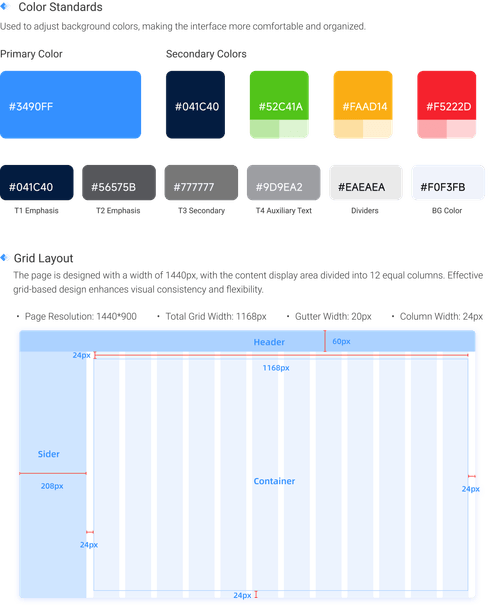 Color Standards
Used to adjust background colors, making the interface more comfortable and organized.
Primary Color
Secondary Colors
#3490FF
#041C40
#52C41A
#FAAD14
#F5222D
#041C40
#56575B
#777777
#9D9EA2
#EAEAEA
#F0F3FB
T1 Emphasis
T2 Emphasis
T3 Secondary
T4 Auxiliary Text
Dividers
BG Color
Grid Layout
The page is designed with a width of 1440px, with the content display area divided into 12 equal columns. Effective
grid-based design enhances visual consistency and flexibility.
• Page Resolution: 1440*900
• Total Grid Width: 1168px
• Gutter Width: 20px
• Column Width: 24px
Header
60px
24px
1168px
Sider
208px
Container
24px
24px
24px